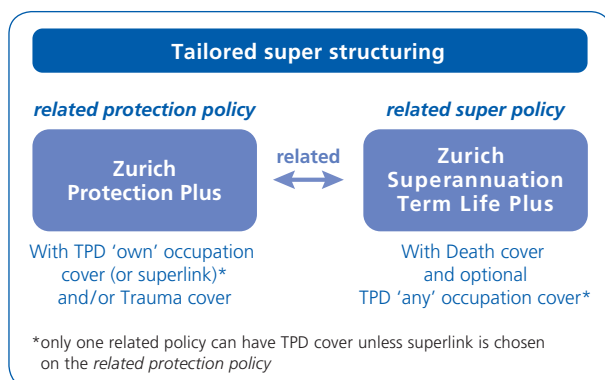 Tailored super structuring
related protection policy
related super policy
Zurich
Protection Plus
related
Zurich
Superannuation
Term Life Plus
With TPD ‘own’ occupation
cover (or superlink)*
and/or Trauma cover
With Death cover
and optional
TPD ‘any’ occupation cover*
*only one related policy can have TPD cover unless superlink is chosen
on the related protection policy